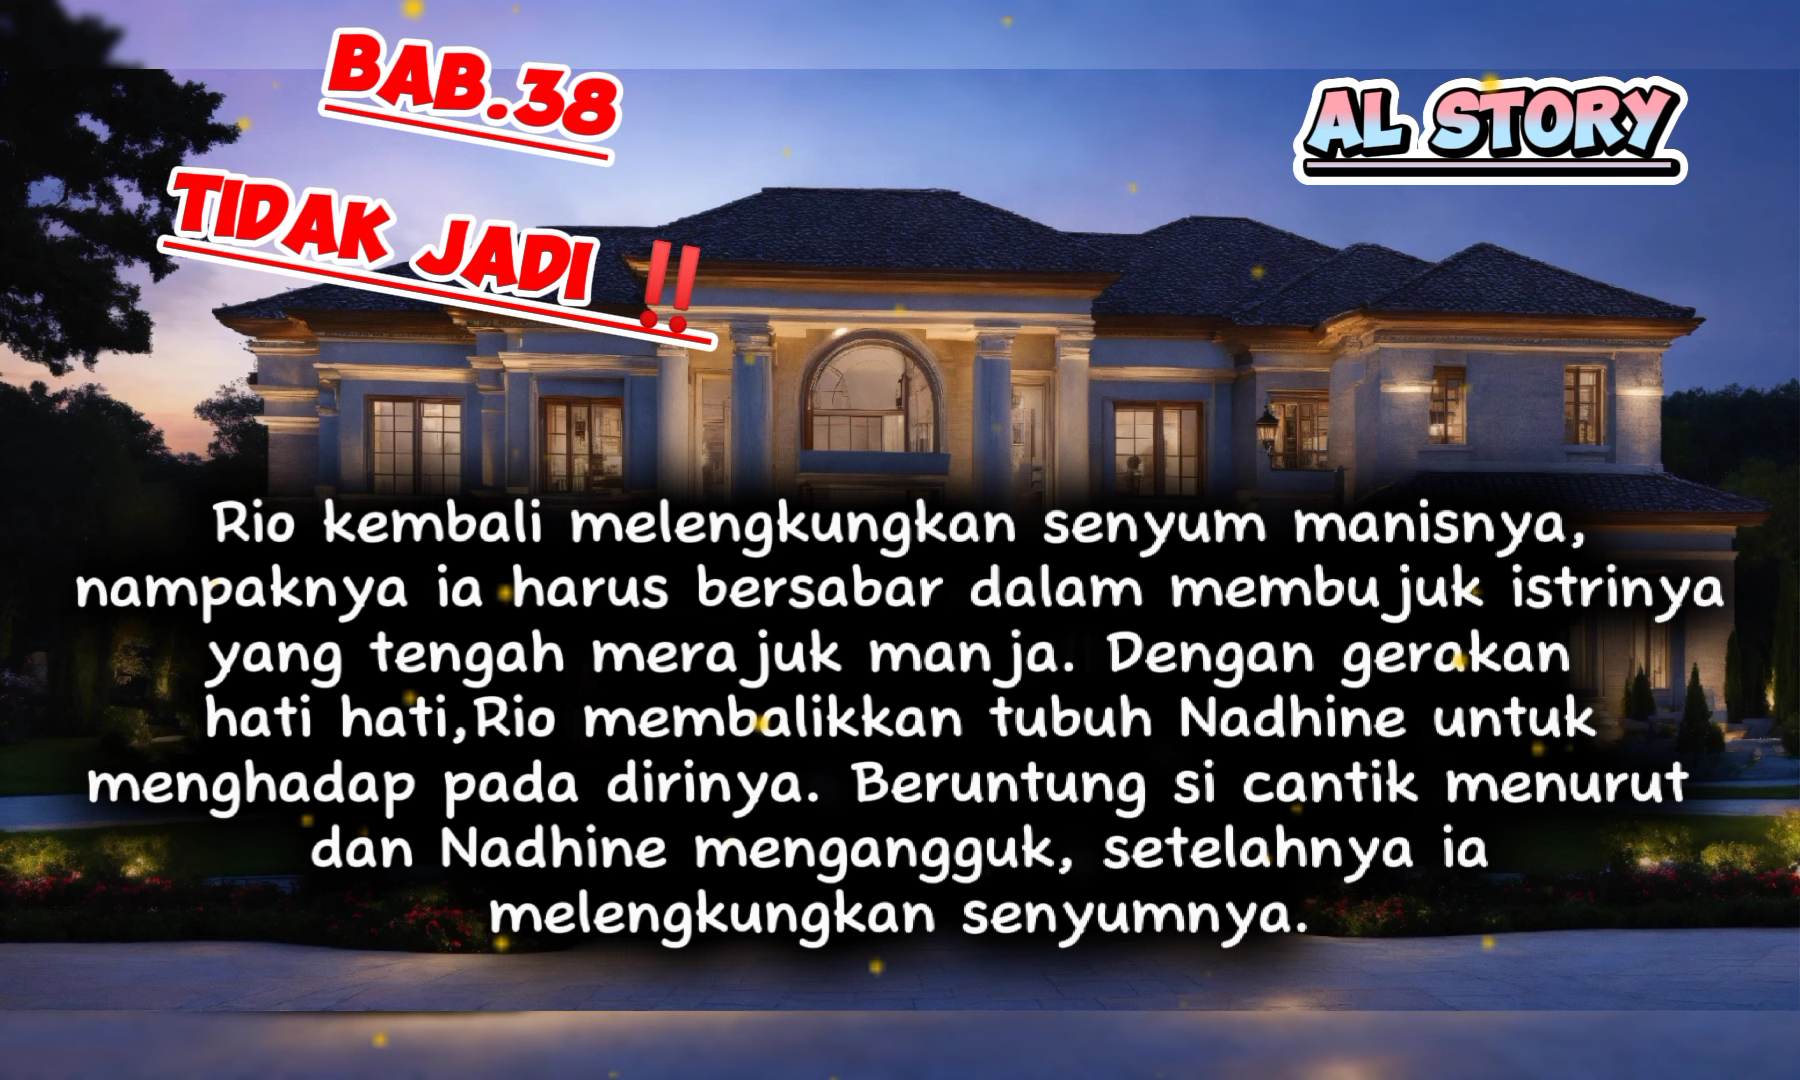 BAB.38
AL STORY
TIDAK JADI ‼
Rio kembali melengkungkan senyum manisnya,
nampaknya ia harus bersabar dalam membujuk istrinya
yang tengah merajuk manja. Dengan gerakan
hati hati,Rio membalikkan tubuh Nadhine untuk
menghadap pada dirinya. Beruntung si cantik menurut
dan Nadhine mengangguk, setelahnya ia
melengkungkan senyumnya.